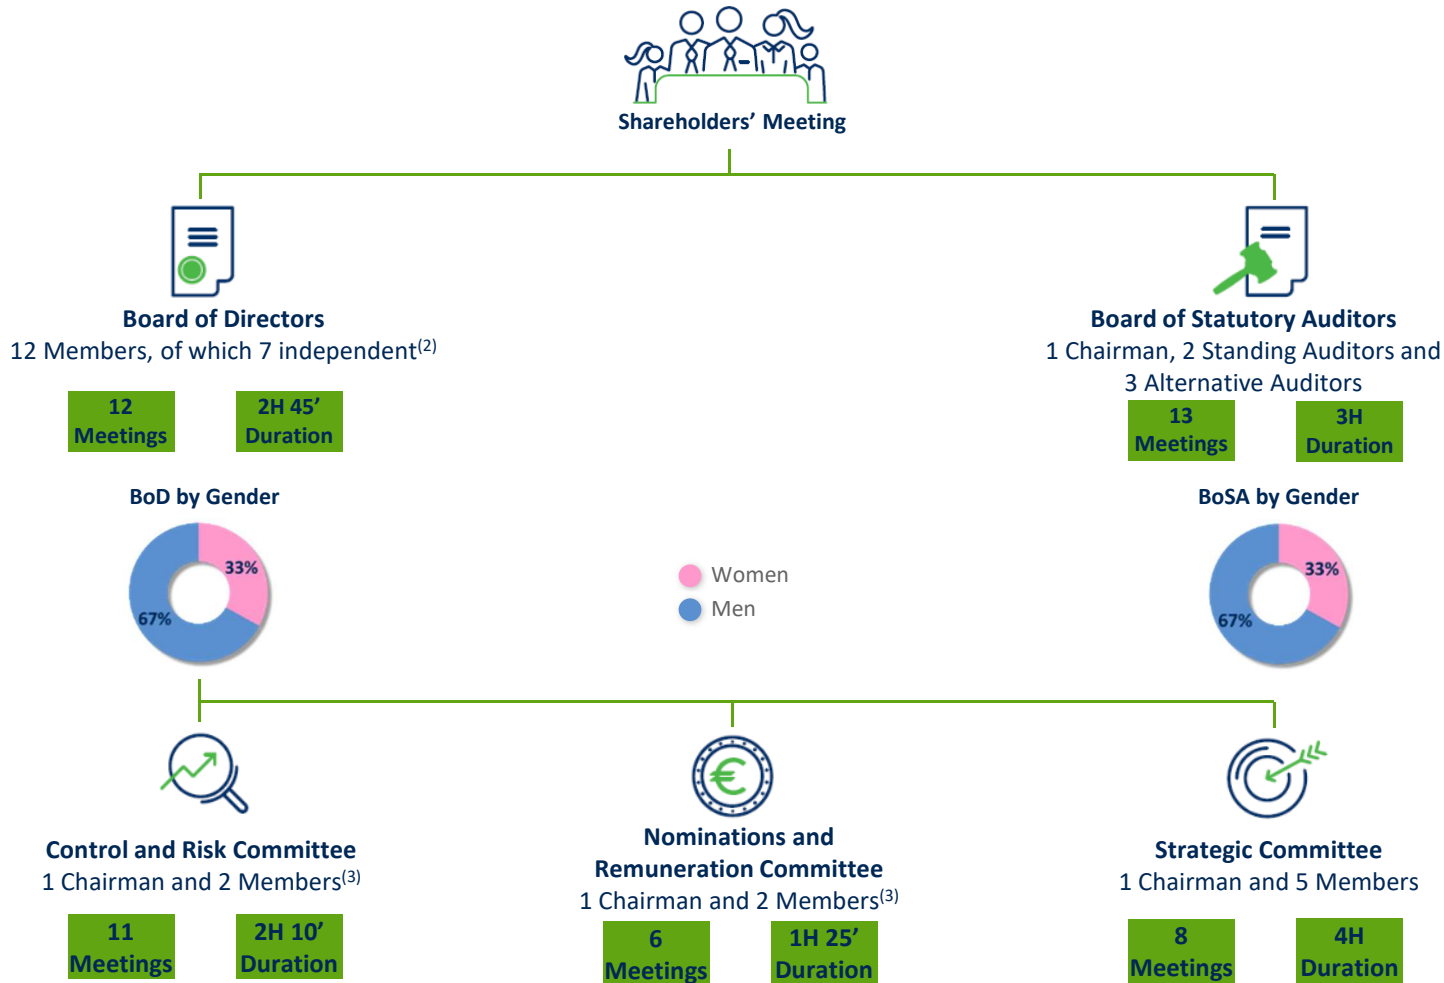 Shareholders’ Meeting
Board of Directors
12 Members, of which 7 independent(2)
12
Meetings
2H 45’
Duration
Board of Statutory Auditors
1 Chairman, 2 Standing Auditors and
3 Alternative Auditors
13
Meetings
3H
Duration
BoD by Gender
33%
67%
Women
Men
BoSA by Gender
33%
67%
Control and Risk Committee
1 Chairman and 2 Members(3)
11
Meetings
2H 10’
Duration
€
Nominations and
Remuneration Committee
1 Chairman and 2 Members(3)
6
Meetings
1H 25’
Duration
Strategic Committee
1 Chairman and 5 Members
8
Meetings
4H
Duration